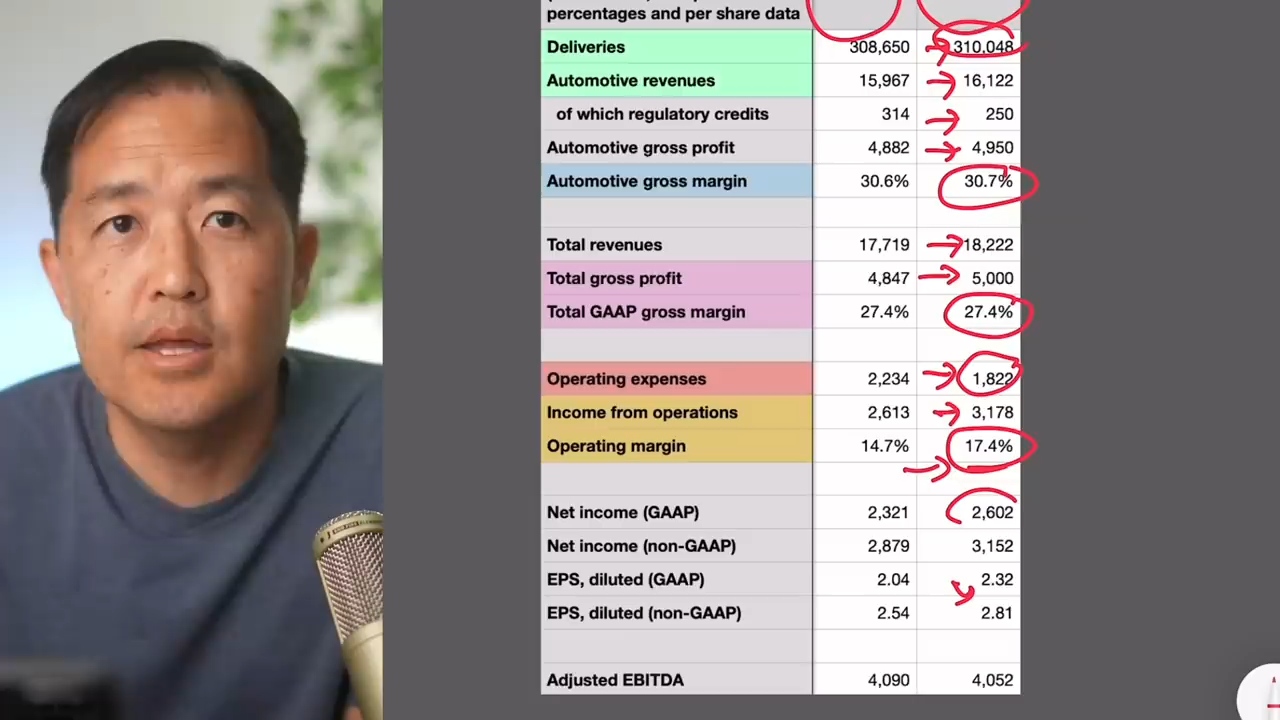 percentages and per share data
Deliveries 308,650 310,048
Automotive revenues 15,967 16,122
of which regulatory credits 314 250
Automotive gross profit 4,882 4,950
Automotive gross margin 30.6% 30.7%
Total revenues 17,719 18,222
Total gross profit 4,847 5,000
Total GAAP gross margin 27.4% 27.4%
Operating expenses 2,234 1,822
Income from operations 2,613 3,178
Operating margin 14.7% 17.4%
Net income (GAAP) 2,321 2,602
Net income (non-GAAP) 2,879 3,152
EPS, diluted (GAAP) 2.04 2.32
EPS, diluted (non-GAAP) 2.54 2.81
Adjusted EBITDA 4,090 4,052